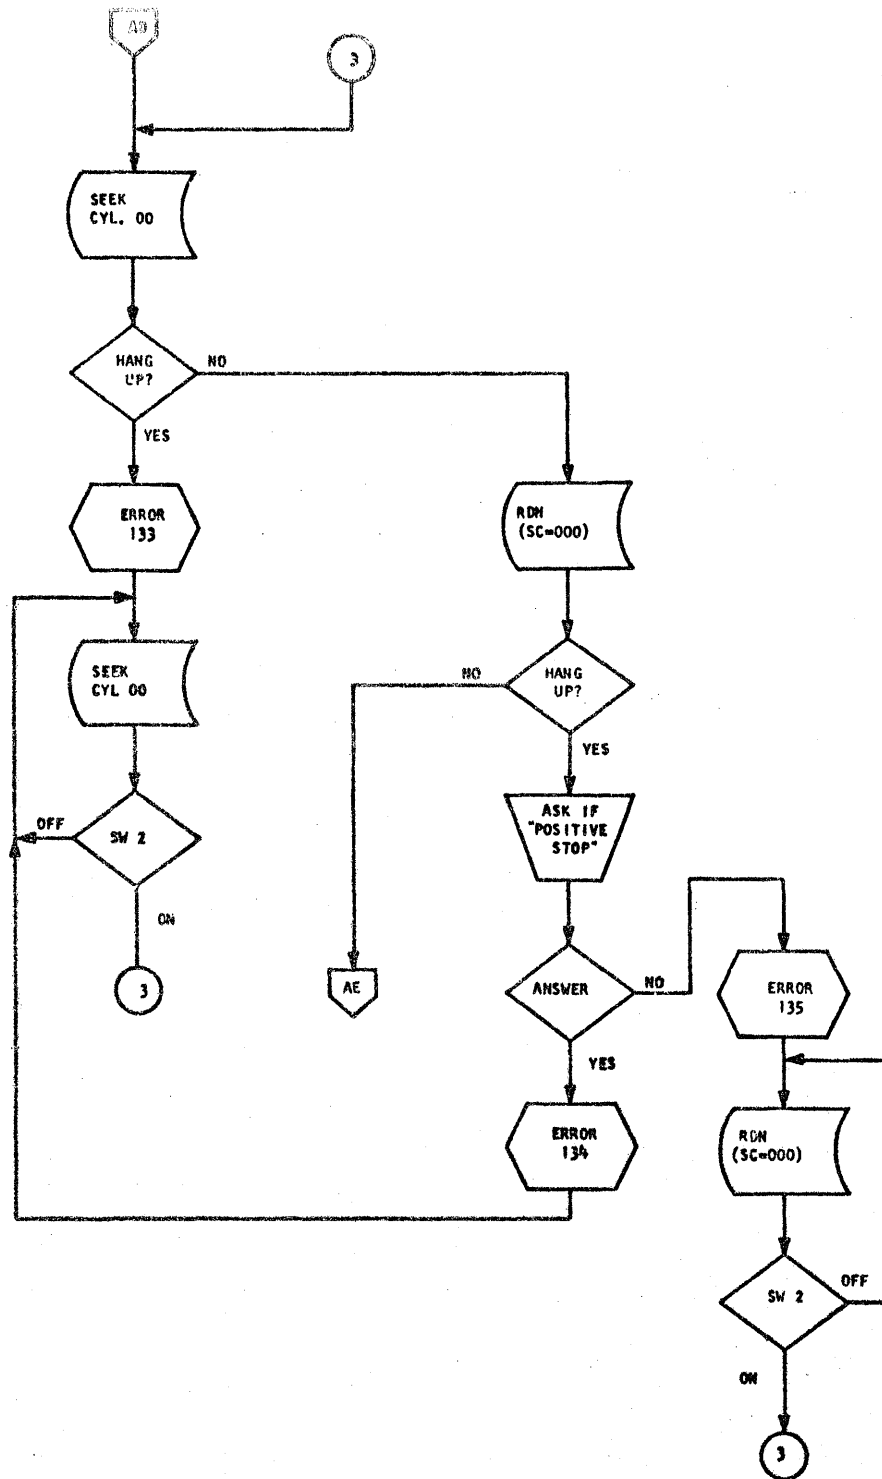 AD
3
SEEK
CYL. 00
HANG
UP?
NO
YES
ERROR
133
RDN
(SC=000)
SEEK
CYL 00
NO
HANG
UP?
YES
OFF
SW 2
ASK IF
"POSITIVE
STOP"
ON
3
AE
ANSWER
NO
ERROR
135
YES
ERROR
134
RDN
(SC=000)
SW 2
OFF
ON
3